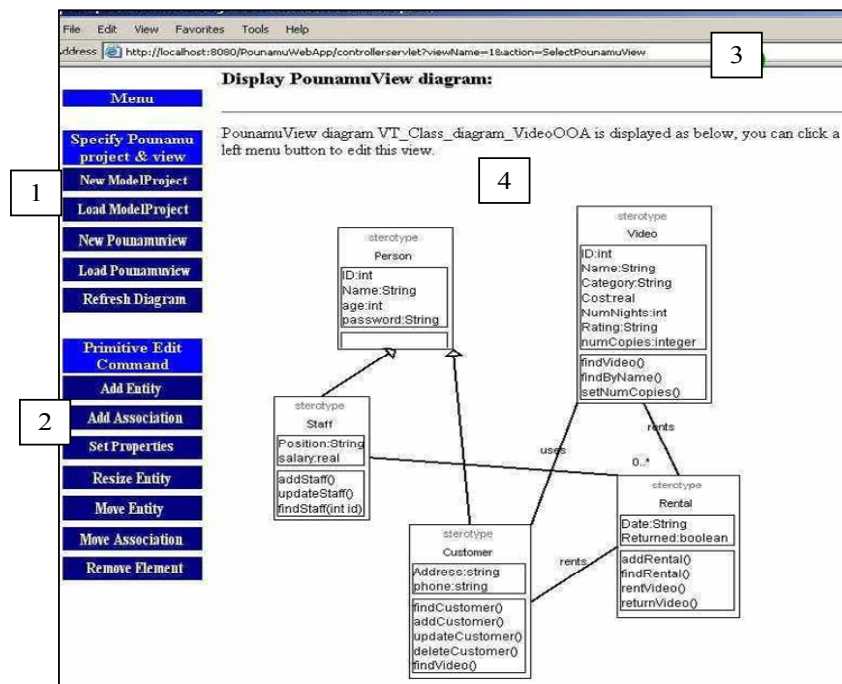 File Edit View Favorites Tools Help
http://localhost:8080/PounamuWebApp/controllerservlet?viewName=1&action=SelectPounamuView
3
Display PounamuView diagram:
Menu
PounamuView diagram VT_Class_diagram_VideoOOA is displayed as below, you can click a
left menu button to edit this view.
Specify Pounamu
project & view
1
New ModelProject
Load ModelProject
New Pounamuview
Load Pounamuview
Refresh Diagram
2
Primitive Edit
Command
Add Entity
Add Association
Set Properties
Resize Entity
Move Entity
Move Association
Remove Element
4
sterotype
Person
ID:int
Name:String
age:int
password:String
sterotype
Video
ID:int
Name:String
Category:String
Cost:real
NumNights:int
Rating:String
numCopies:integer
findVideo()
findByName()
setNumCopies()
sterotype
Staff
Position:String
salary:real
addStaff()
updateStaff()
findStaff(int id)
uses
rents
0..*
sterotype
Rental
Date:String
Returned:boolean
addRental()
findRental()
rentVideo()
returnVideo()
sterotype
Customer
Address:string
phone:string
findCustomer()
addCustomer()
updateCustomer()
deleteCustomer()
findVideo()
rents